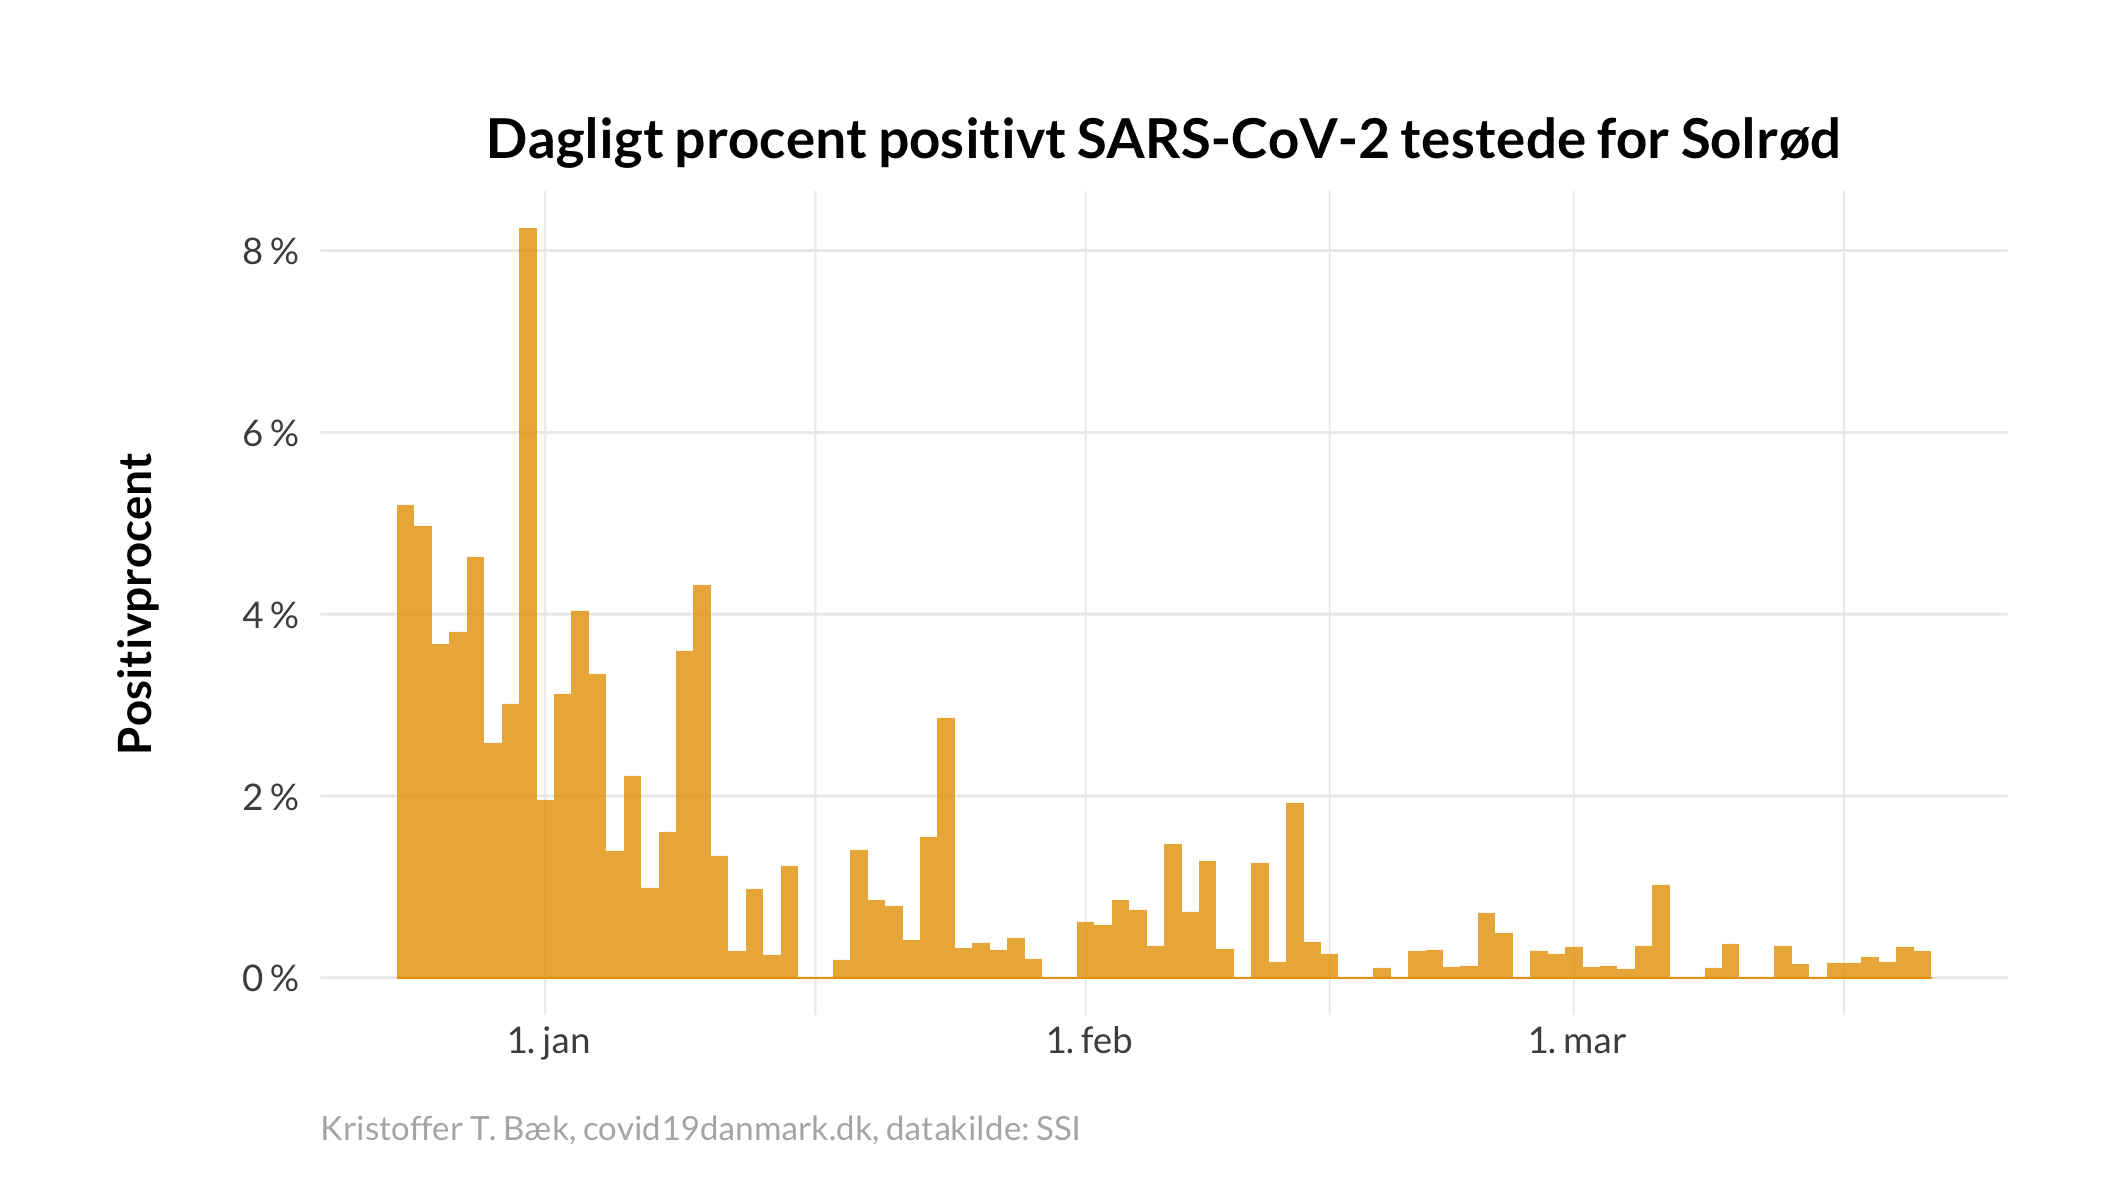 Dagligt procent positivt SARS-CoV-2 testede for Solrød
Positivprocent
8 %
6 %
4 %
2 %
0 %
1. jan
1. feb
1. mar
Kristoffer T. Bæk, covid19danmark.dk, datakilde: SSI